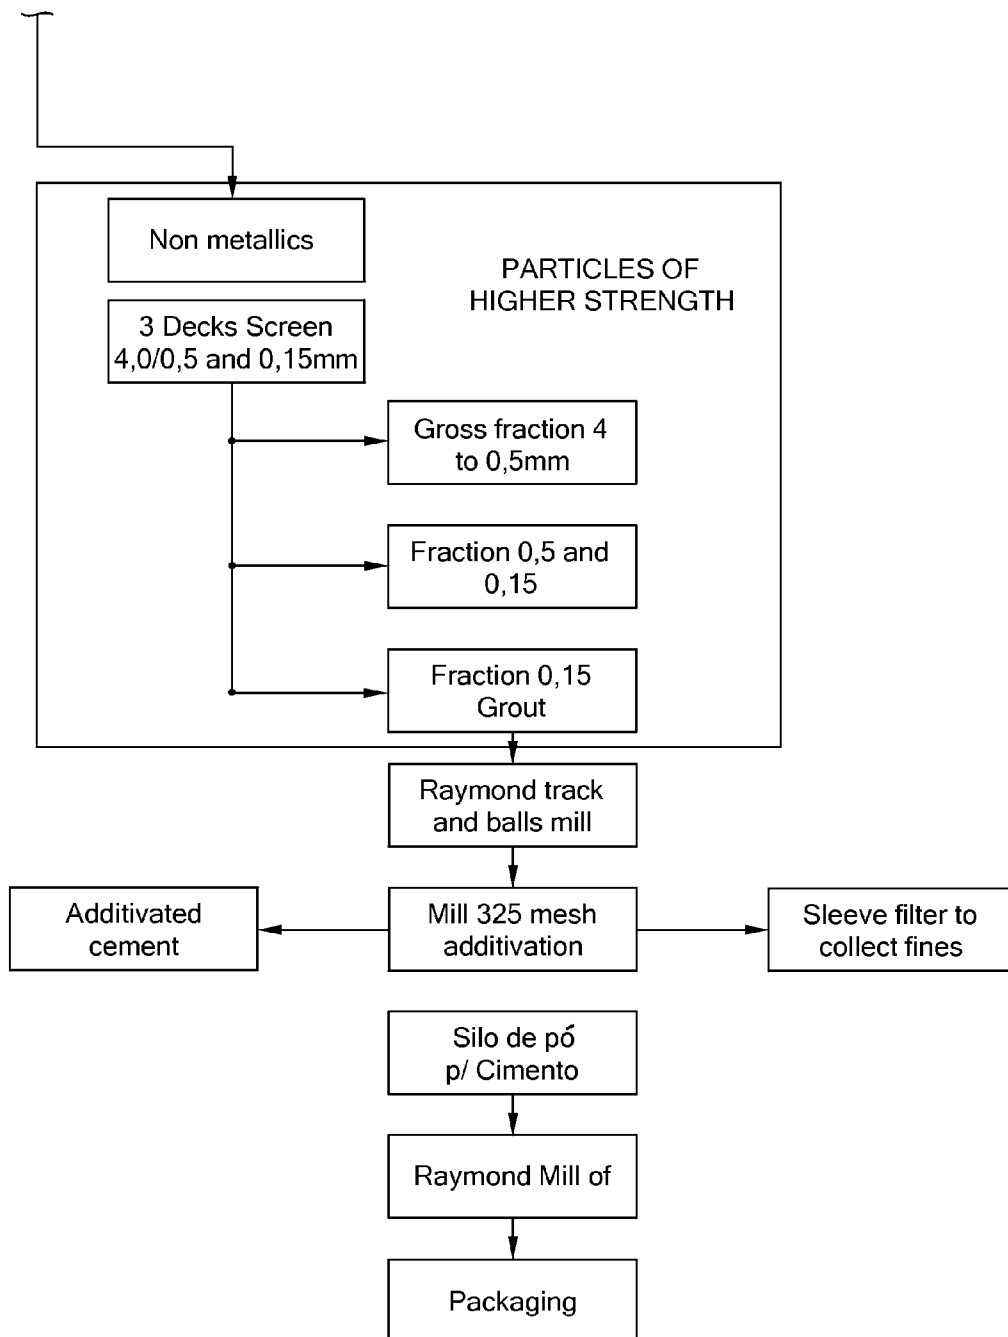 Non metallics
PARTICLES OF
HIGHER STRENGTH
3 Decks Screen
4,0/0,5 and 0,15mm
Gross fraction 4
to 0,5mm
Fraction 0,5 and
0,15
Fraction 0,15
Grout
Raymond track
and balls mill
Additivated
cement
Mill 325 mesh
additivation
Sleeve filter to
collect fines
Silo de pó
p/ Cimento
Raymond Mill of
Packaging